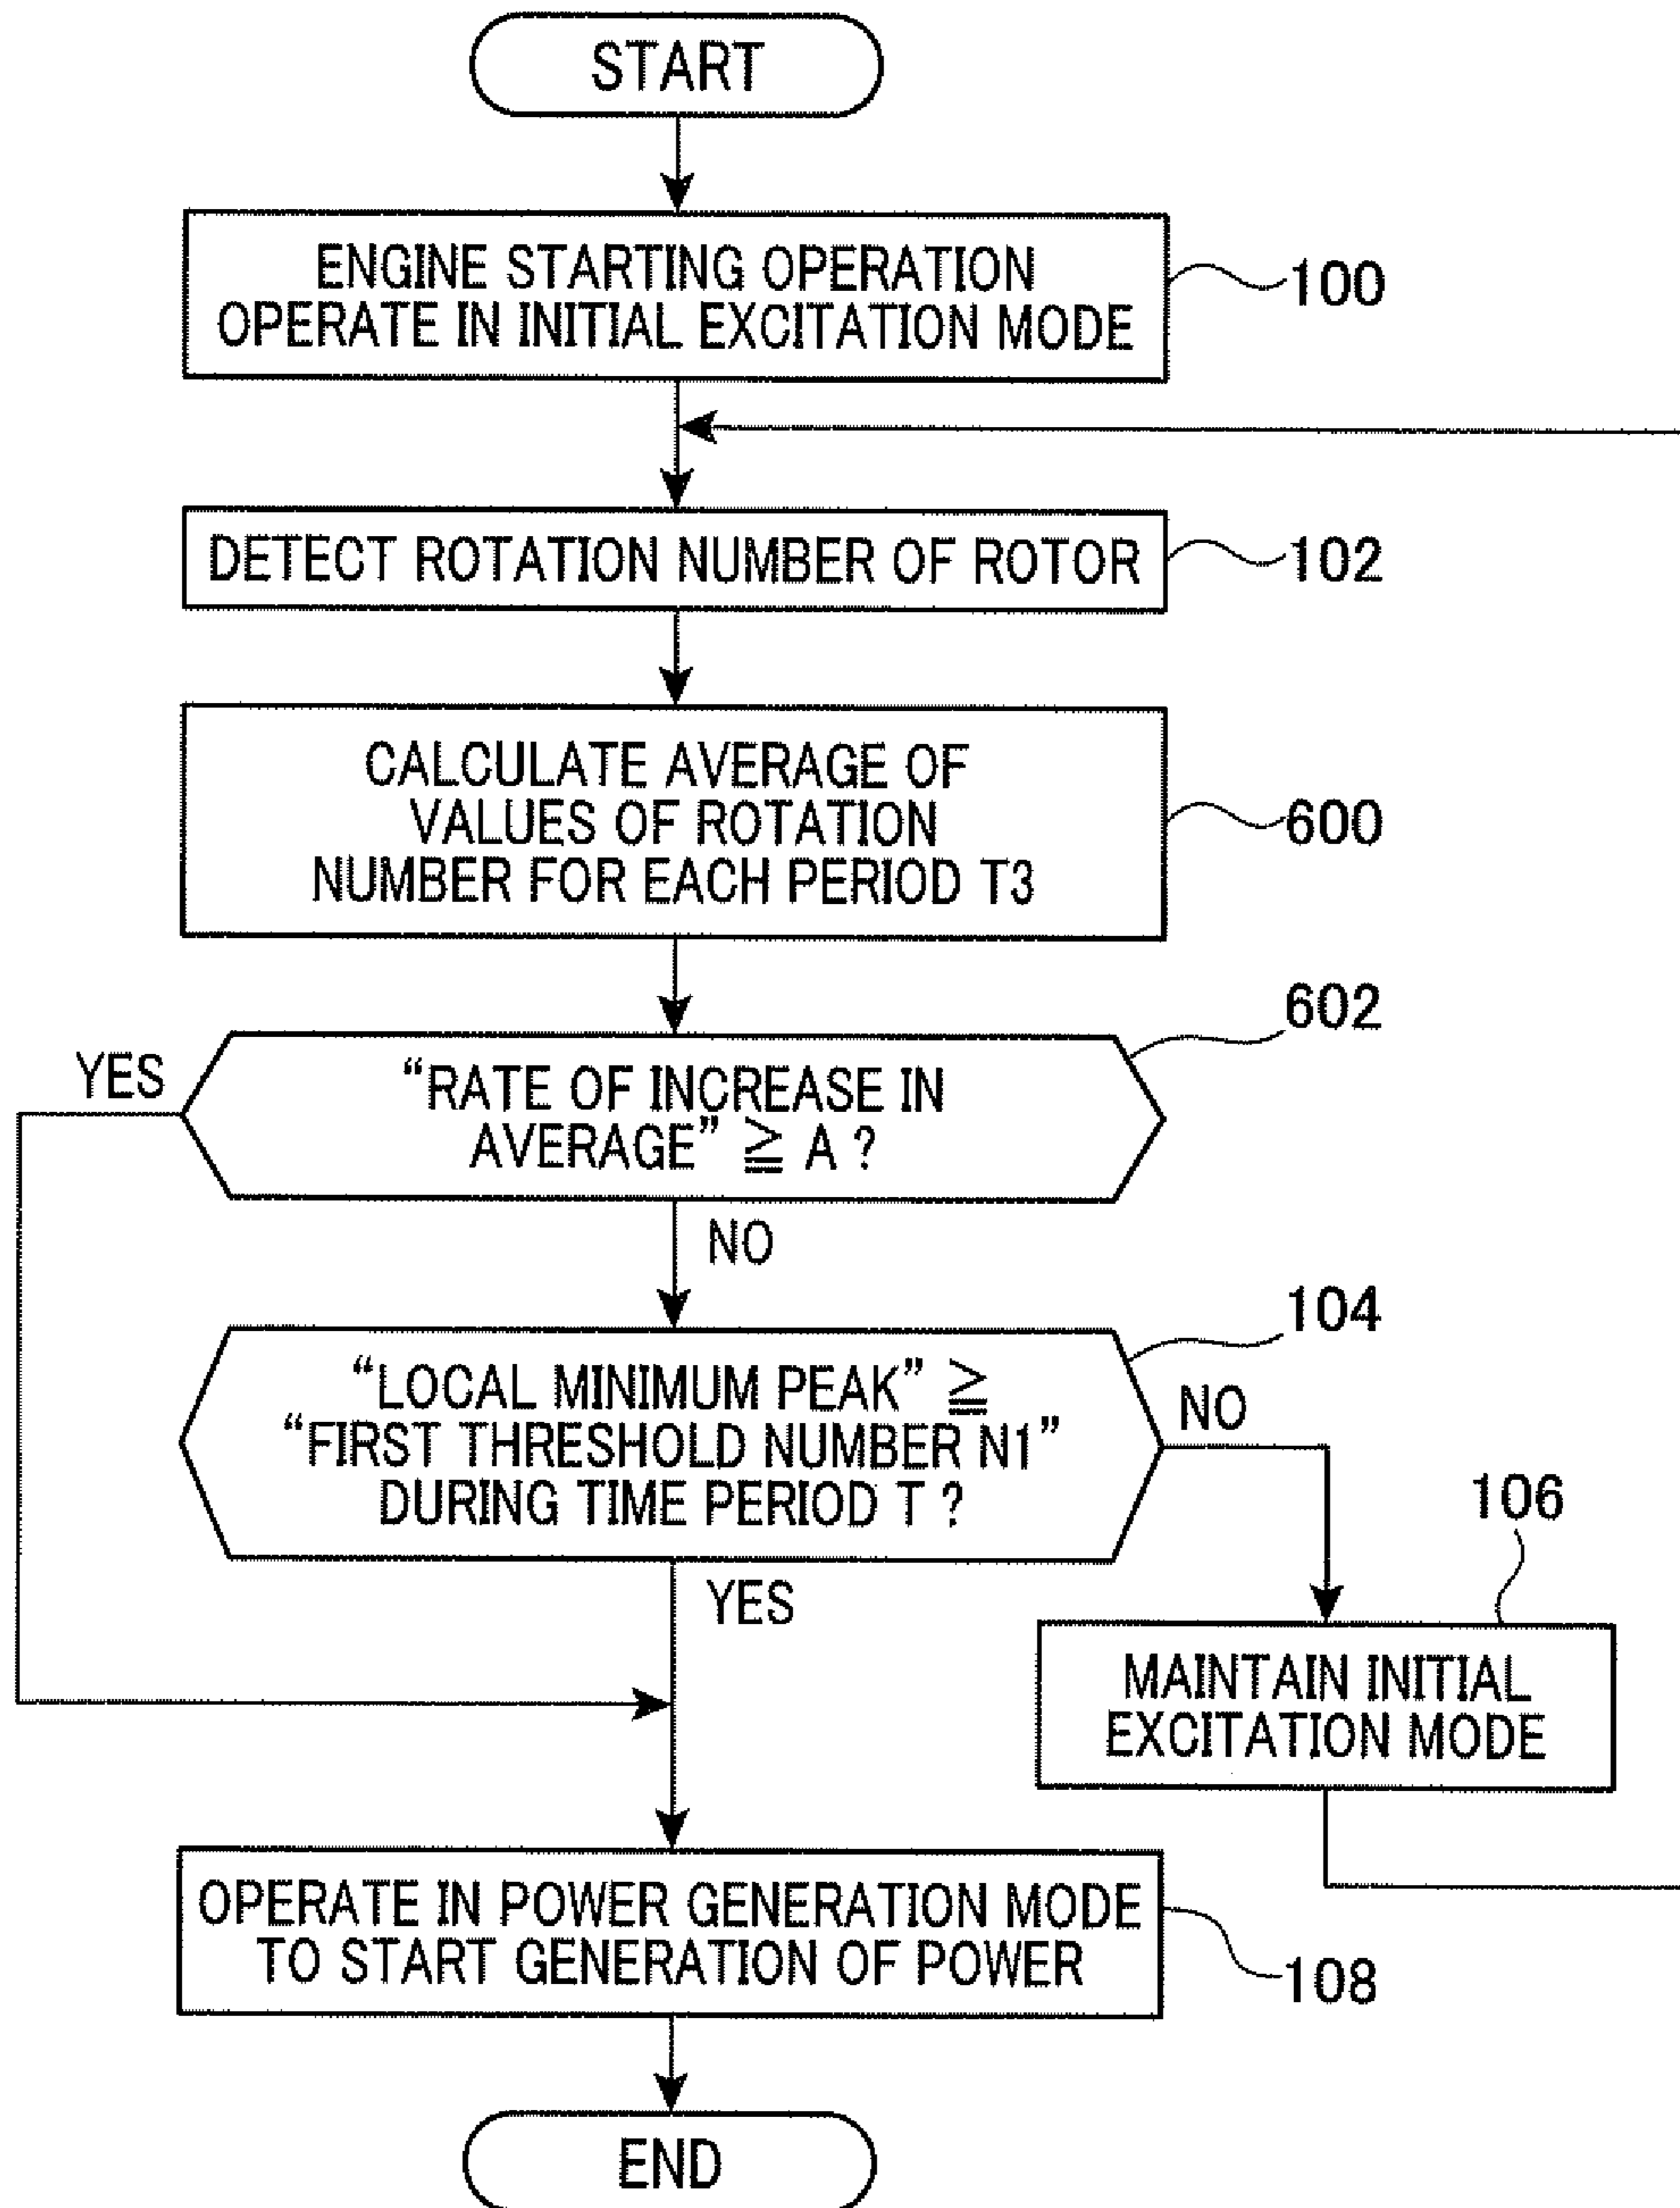 START
ENGINE STARTING OPERATION
OPERATE IN INITIAL EXCITATION MODE
100
DETECT ROTATION NUMBER OF ROTOR
102
CALCULATE AVERAGE OF
VALUES OF ROTATION
NUMBER FOR EACH PERIOD T3
600
602
YES
“RATE OF INCREASE IN
AVERAGE” ≧ A ?
NO
104
“LOCAL MINIMUM PEAK” ≧
“FIRST THRESHOLD NUMBER N1”
DURING TIME PERIOD T ?
NO
YES
106
MAINTAIN INITIAL
EXCITATION MODE
OPERATE IN POWER GENERATION MODE
TO START GENERATION OF POWER
108
END